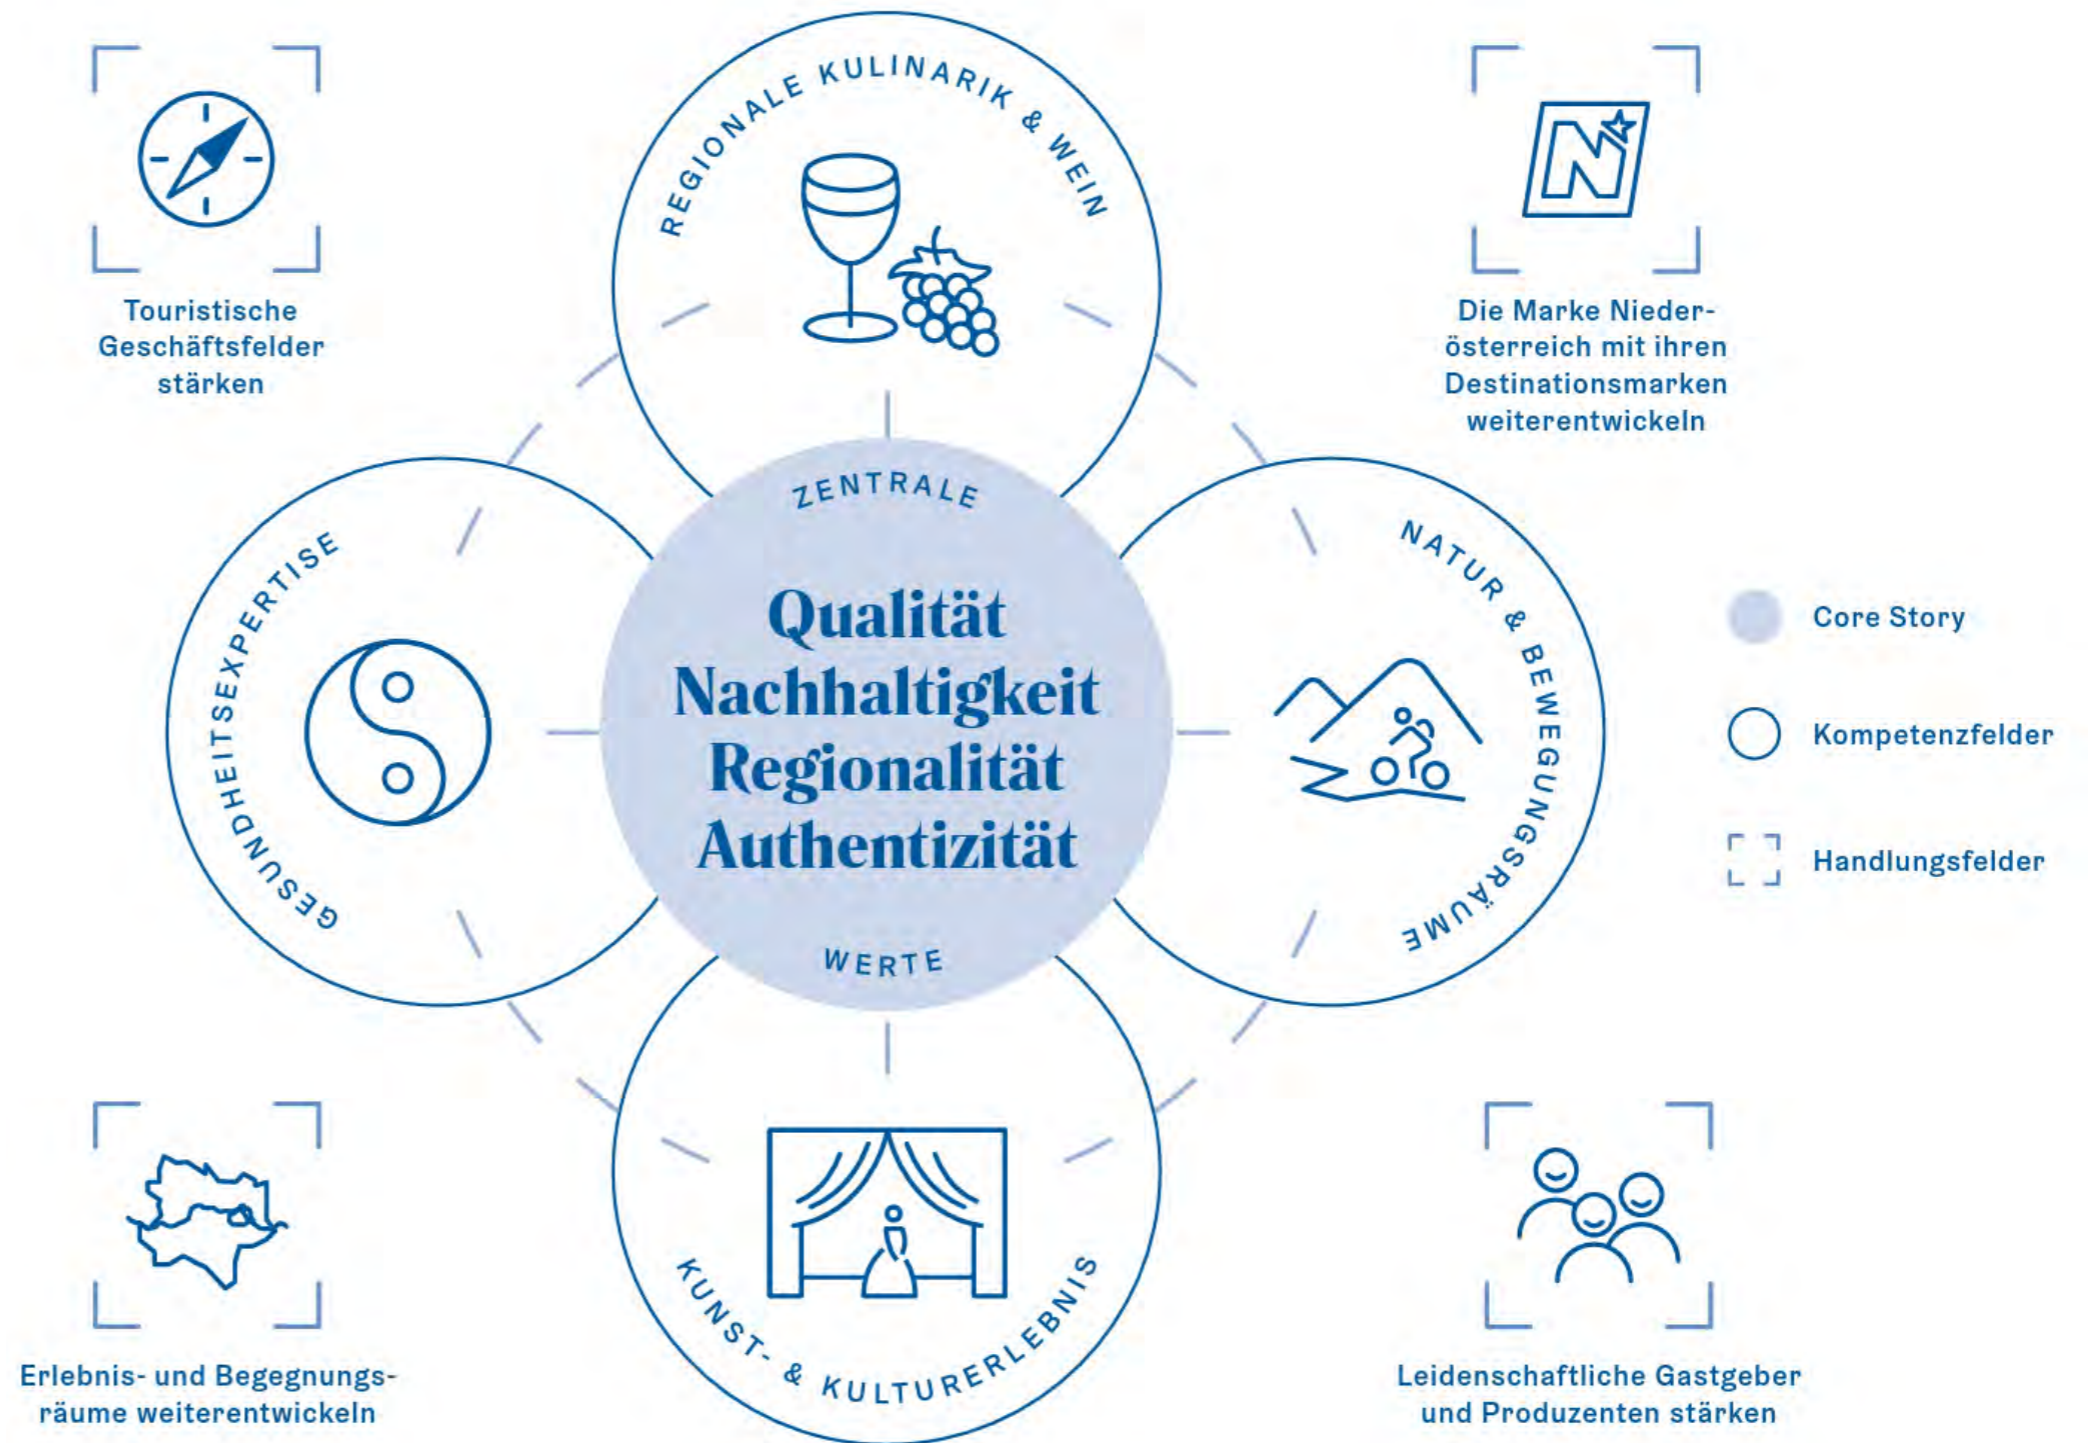 REGIONALE KULINARIK & WEIN
Touristische
Geschäftsfelder
stärken
N
Die Marke Nieder-
österreich mit ihren
Destinationsmarken
weiterentwickeln
GESUNDHEITSEXPERTISE
ZENTRALE
Qualität
Nachhaltigkeit
Regionalität
Authentizität
WERTE
NATUR & BEWEGUNGSRÄUME
Core Story
Kompetenzfelder
Handlungsfelder
KUNST- & KULTURERLEBNIS
Erlebnis- und Begegnungs-
räume weiterentwickeln
Leidenschaftliche Gastgeber
und Produzenten stärken